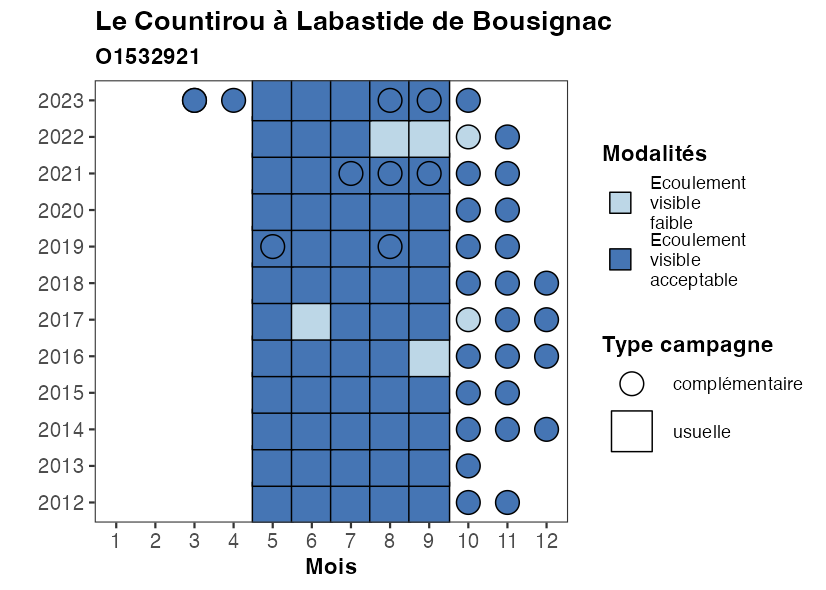 Le Countirou à Labastide de Bousignac
O1532921
2023
2022
2021
2020
2019
2018
2017
2016
2015
2014
2013
2012
1 2 3 4 5 6 7 8 9 10 11 12
Mois
Modalités
Ecoulement
visible
faible
Ecoulement
visible
acceptable
Type campagne
complémentaire
usuelle